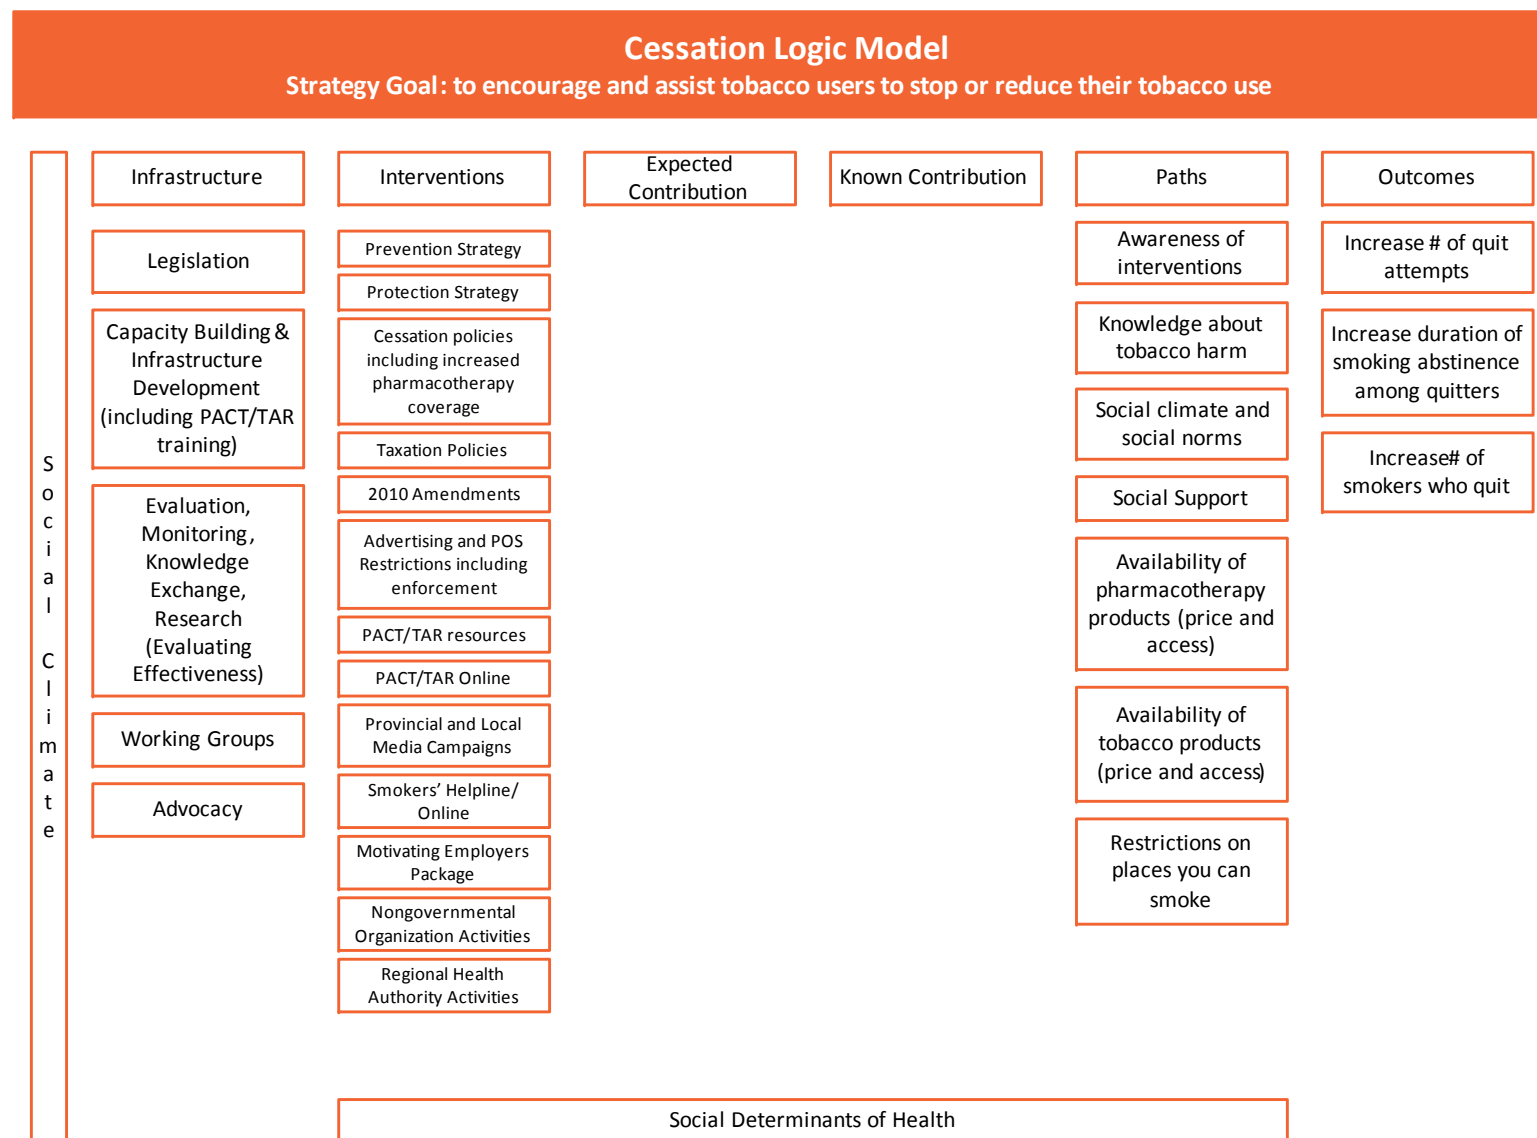 Cessation Logic Model
Strategy Goal: to encourage and assist tobacco users to stop or reduce their tobacco use
Social Climate
Infrastructure
Legislation
Capacity Building &
Infrastructure
Development
(including PACT/TAR
training)
Evaluation,
Monitoring,
Knowledge
Exchange,
Research
(Evaluating
Effectiveness)
Working Groups
Advocacy
Interventions
Prevention Strategy
Protection Strategy
Cessation policies
including increased
pharmacotherapy
coverage
Taxation Policies
2010 Amendments
Advertising and POS
Restrictions including
enforcement
PACT/TAR resources
PACT/TAR Online
Provincial and Local
Media Campaigns
Smokers’ Helpline/
Online
Motivating Employers
Package
Nongovernmental
Organization Activities
Regional Health
Authority Activities
Expected
Contribution
Known Contribution
Paths
Awareness of
interventions
Knowledge about
tobacco harm
Social climate and
social norms
Social Support
Availability of
pharmacotherapy
products (price and
access)
Availability of
tobacco products
(price and access)
Restrictions on
places you can
smoke
Outcomes
Increase # of quit
attempts
Increase duration of
smoking abstinence
among quitters
Increase# of
smokers who quit
Social Determinants of Health